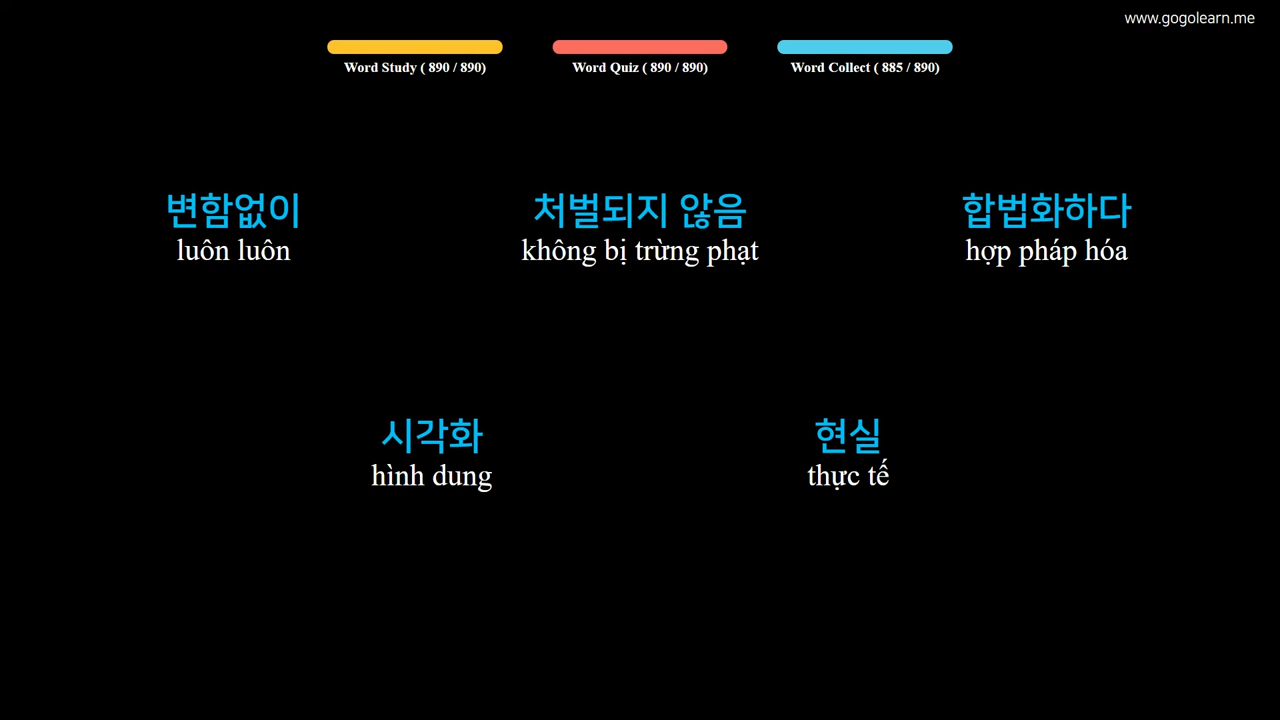 www.gogolearn.me
Word Study ( 890 / 890)
Word Quiz ( 890 / 890)
Word Collect ( 885 / 890)
변함없이
luôn luôn
처벌되지 않음
không bị trừng phạt
합법화하다
hợp pháp hóa
시각화
hình dung
현실
thực tế